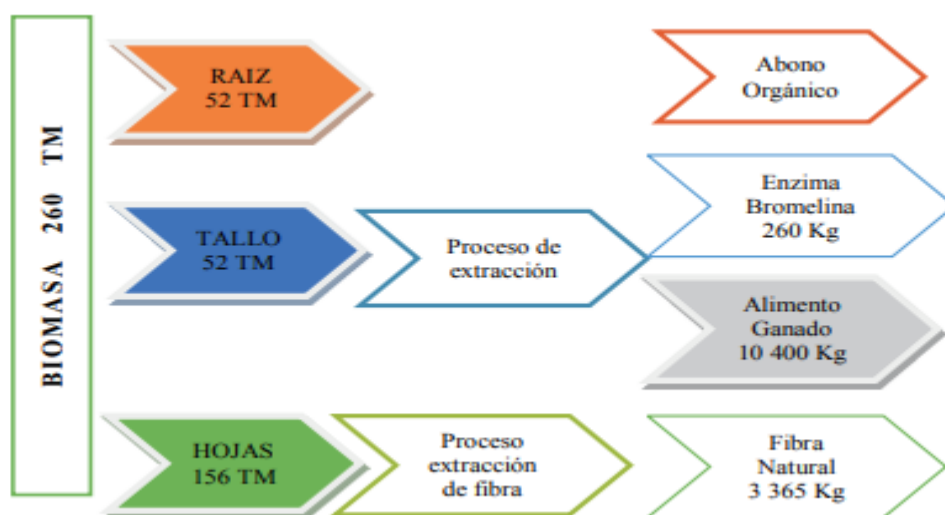 BIOMASA 260 TM
RAIZ
52 TM
Abono
Orgánico
TALLO
52 TM
Proceso de
extracción
Enzima
Bromelina
260 Kg
Alimento
Ganado
10 400 Kg
HOJAS
156 TM
Proceso
extracción
de fibra
Fibra
Natural
3 365 Kg